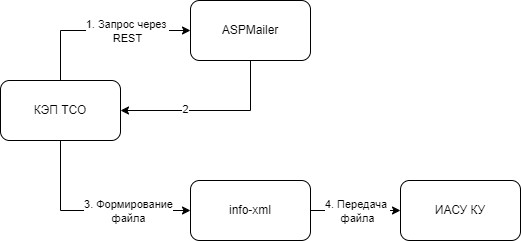 1. Запрос через
REST
ASPMailer
КЭП ТСО
2
3. Формирование
файла
info-xml
4. Передача
файла
ИАСУ КУ